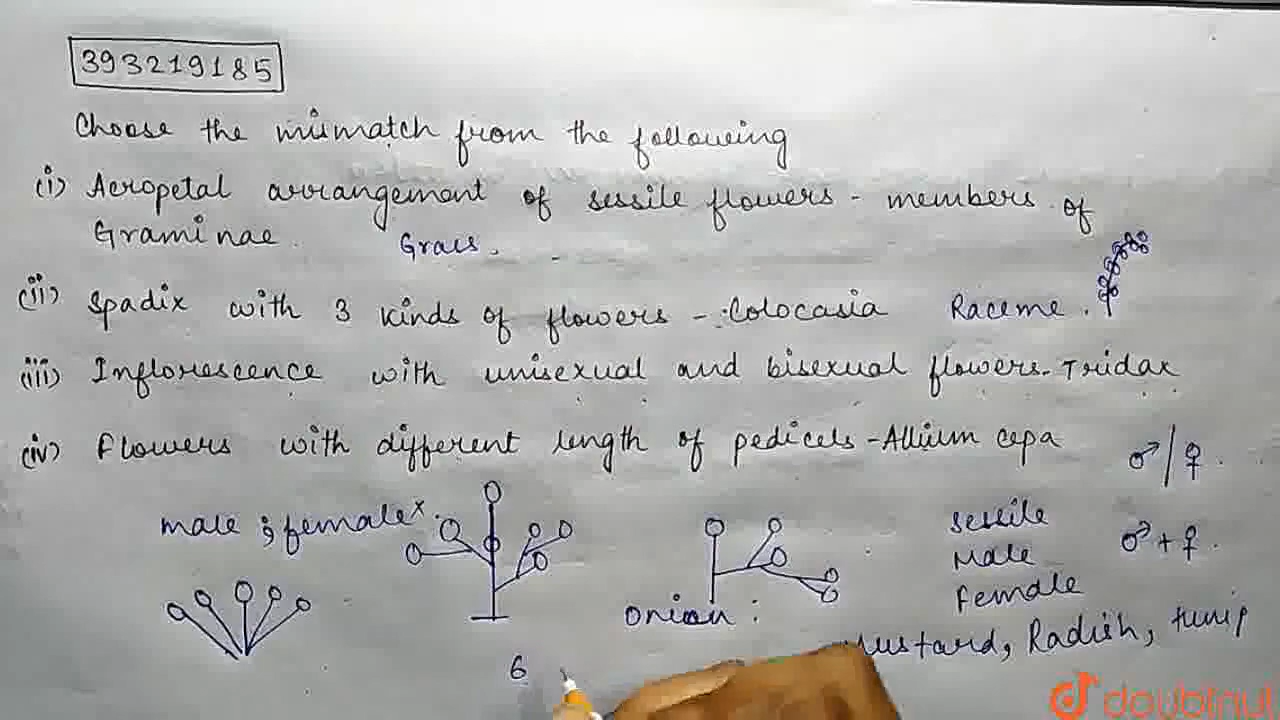 393219185
Choose the mismatch from the following
(i) Acropetal arrangement of sessile flowers - members of
Graminae. Grass.
(ii) Spadix with 3 kinds of flowers - Colocasia Raceme.
(iii) Inflorescence with unisexual and bisexual flowers - Tridax
(iv) Flowers with different length of pedicels - Allium cepa
♂/♀.
male ; female x.
sessile
Male ♂+♀.
female
Onion :
Mustard, Radish, turnip
6
doubtnut